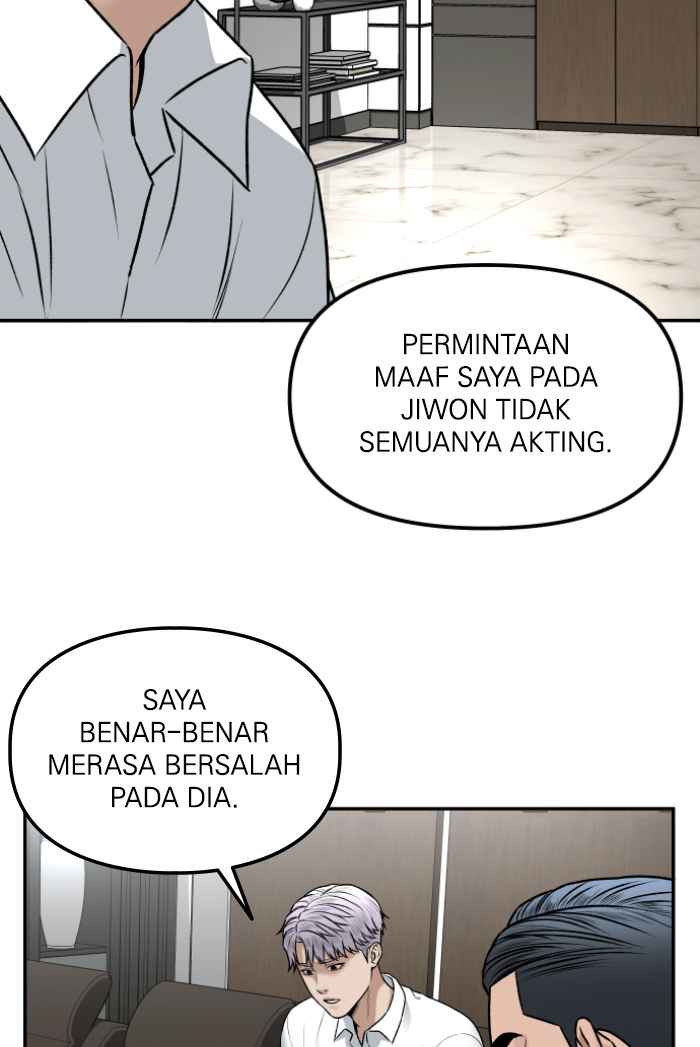 PERMINTAAN
MAAF SAYA PADA
JIWON TIDAK
SEMUANYA AKTING.
SAYA
BENAR-BENAR
MERASA BERSALAH
PADA DIA.